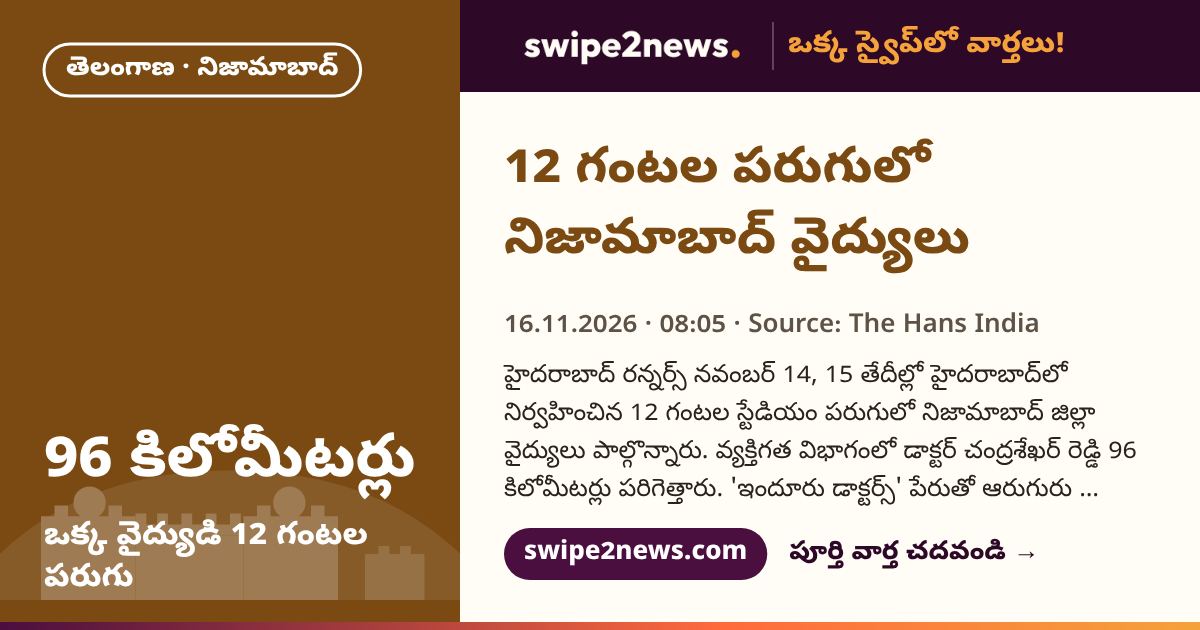 తెలంగాణ · నిజామాబాద్
96 కిలోమీటర్లు
ఒక్క వైద్యుడి 12 గంటల
పరుగు
swipe2news.
ఒక్క స్వైప్‌లో వార్తలు!
12 గంటల పరుగులో
నిజామాబాద్ వైద్యులు
16.11.2026 · 08:05 · Source: The Hans India
హైదరాబాద్ రన్నర్స్ నవంబర్ 14, 15 తేదీల్లో హైదరాబాద్‌లో
నిర్వహించిన 12 గంటల స్టేడియం పరుగులో నిజామాబాద్ జిల్లా
వైద్యులు పాల్గొన్నారు. వ్యక్తిగత విభాగంలో డాక్టర్ చంద్రశేఖర్ రెడ్డి 96
కిలోమీటర్లు పరిగెత్తారు. 'ఇందూరు డాక్టర్స్' పేరుతో ఆరుగురు ...
swipe2news.com
పూర్తి వార్త చదవండి →